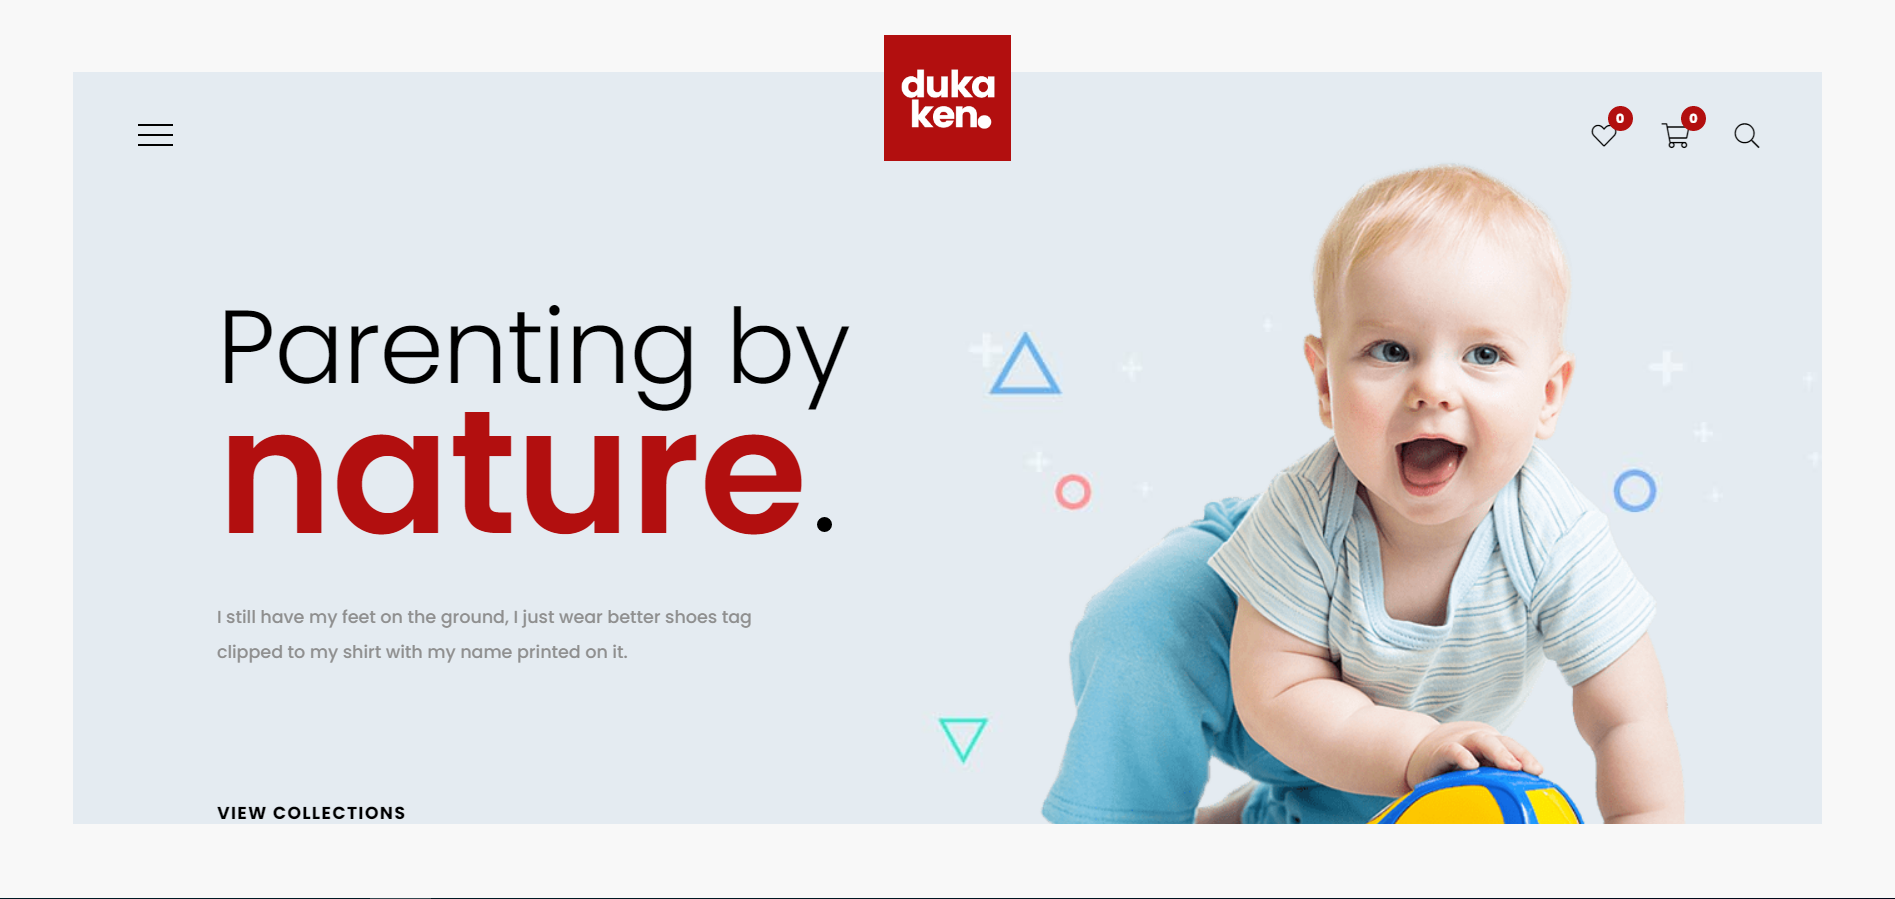 duka
ken.
0
0
Parenting by
nature.
I still have my feet on the ground, I just wear better shoes tag
clipped to my shirt with my name printed on it.
VIEW COLLECTIONS